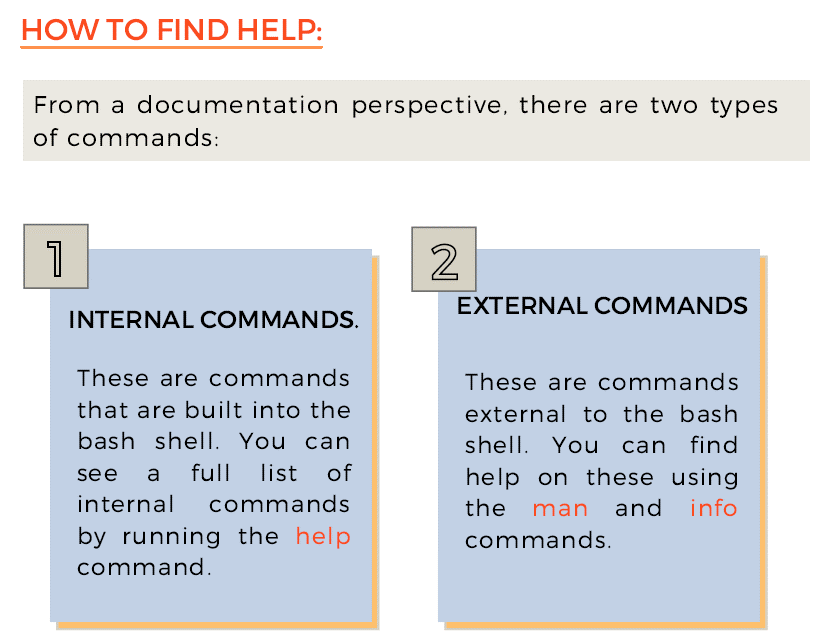 HOW TO FIND HELP:
From a documentation perspective, there are two types
of commands:
1
INTERNAL COMMANDS.
These are commands
that are built into the
bash shell. You can
see a full list of
internal commands
by running the help
command.
2
EXTERNAL COMMANDS
These are commands
external to the bash
shell. You can find
help on these using
the man and info
commands.